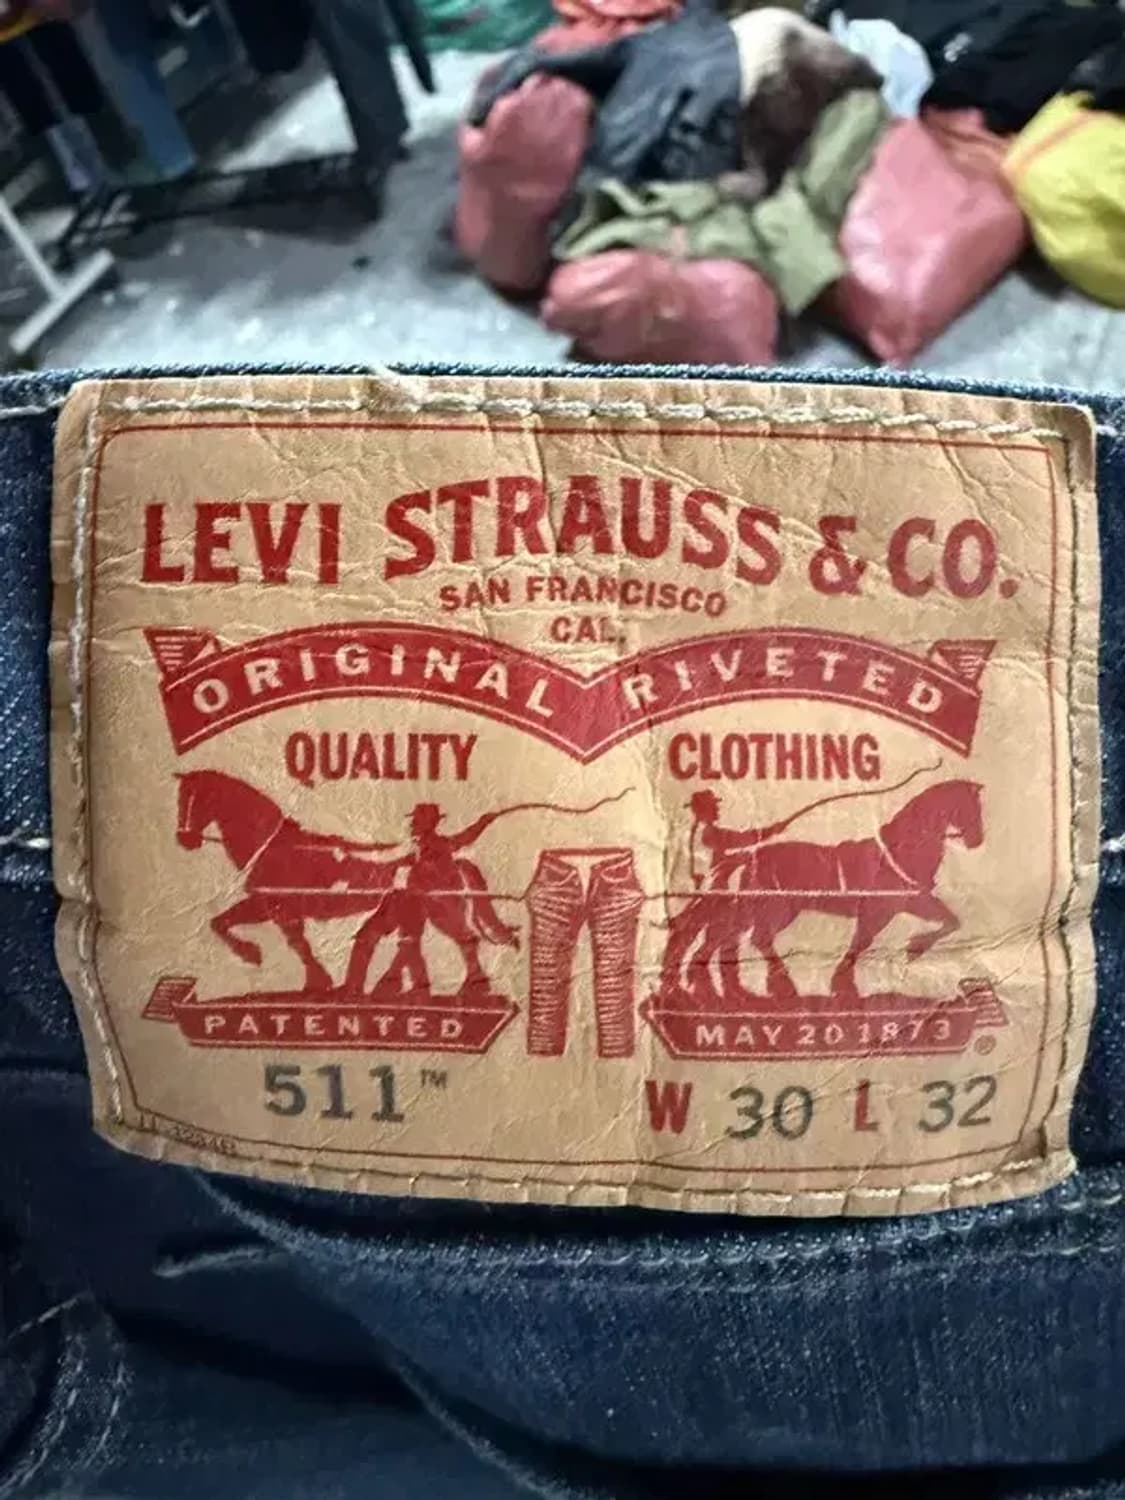 LEVI STRAUSS & CO.
SAN FRANCISCO
CAL.
ORIGINAL RIVETED
QUALITY CLOTHING
PATENTED MAY 20 1873 ®
511™ W 30 L 32